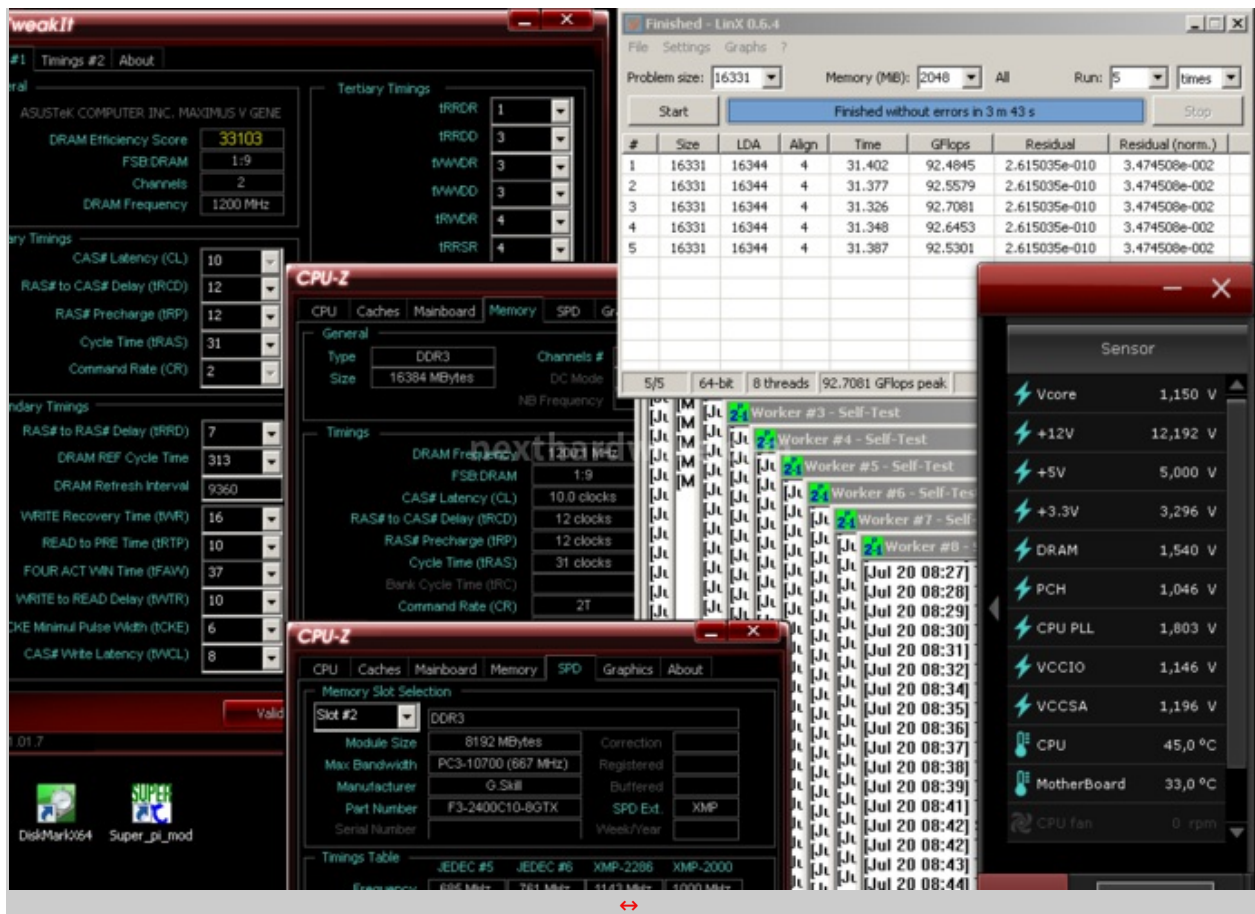 TweakIt
#1 Timings #2 About
ASUSTeK COMPUTER INC. MAXIMUS V GENE
DRAM Efficiency Score 33103
FSB:DRAM 1:9
Channels 2
DRAM Frequency 1200 MHz
CAS# Latency (CL) 10
RAS# to CAS# Delay (tRCD) 12
RAS# Precharge (tRP) 12
Cycle Time (tRAS) 31
Command Rate (CR) 2
RAS# to RAS# Delay (tRRD) 7
DRAM REF Cycle Time 313
DRAM Refresh Interval 9360
WRITE Recovery Time (tWR) 16
READ to PRE Time (tRTP) 10
FOUR ACT WIN Time (tFAW) 37
WRITE to READ Delay (tWTR) 10
CKE Minimul Pulse Width (tCKE) 6
CAS# Write Latency (tWCL) 8
Valid
1.01.7
Tertiary Timings
tRRDR 1
tRRDD 3
tWWDR 3
tWWDD 3
tRWDR 4
tRRSR 4
DiskMarkX64 Super_pi_mod
Finished - LinX 0.6.4
File Settings Graphs ?
Problem size: 16331 Memory (MiB): 2048 All Run: 5 times
Start Finished without errors in 3 m 43 s Stop
# Size LDA Align Time GFlops Residual Residual (norm.)
1 16331 16344 4 31.402 92.4845 2.615035e-010 3.474508e-002
2 16331 16344 4 31.377 92.5579 2.615035e-010 3.474508e-002
3 16331 16344 4 31.326 92.7081 2.615035e-010 3.474508e-002
4 16331 16344 4 31.348 92.6453 2.615035e-010 3.474508e-002
5 16331 16344 4 31.387 92.5301 2.615035e-010 3.474508e-002
5/5 64-bit 8 threads 92.7081 GFlops peak
CPU-Z
CPU Caches Mainboard Memory SPD
General
Type DDR3 Channels #
Size 16384 MBytes DC Mode
NB Frequency
Timings
DRAM Frequency 1200.1 MHz
FSB:DRAM 1:9
CAS# Latency (CL) 10.0 clocks
RAS# to CAS# Delay (tRCD) 12 clocks
RAS# Precharge (tRP) 12 clocks
Cycle Time (tRAS) 31 clocks
Bank Cycle Time (tRC)
Command Rate (CR) 2T
CPU-Z
CPU Caches Mainboard Memory SPD Graphics About
Memory Slot Selection
Slot #2 DDR3
Module Size 8192 MBytes Correction
Max Bandwidth PC3-10700 (667 MHz) Registered
Manufacturer G.Skill Buffered
Part Number F3-2400C10-8GTX SPD Ext. XMP
Serial Number Week/Year
Timings Table
JEDEC #5 JEDEC #6 XMP-2286 XMP-2000
Frequency 685 MHz 761 MHz 1143 MHz 1000 MHz
Worker #3 - Self-Test
Worker #4 - Self-Test
Worker #5 - Self-Test
Worker #6 - Self-Tes
Worker #7 - Self-
Worker #8 -
[Jul 20 08:27]
[Jul 20 08:28]
[Jul 20 08:29]
[Jul 20 08:30]
[Jul 20 08:31]
[Jul 20 08:32]
[Jul 20 08:34]
[Jul 20 08:35]
[Jul 20 08:36]
[Jul 20 08:37]
[Jul 20 08:38]
[Jul 20 08:39]
[Jul 20 08:41]
[Jul 20 08:42]
[Jul 20 08:42]
[Jul 20 08:43]
[Jul 20 08:44]
Sensor
Vcore 1,150 V
+12V 12,192 V
+5V 5,000 V
+3.3V 3,296 V
DRAM 1,540 V
PCH 1,046 V
CPU PLL 1,803 V
VCCIO 1,146 V
VCCSA 1,196 V
CPU 45,0 °C
MotherBoard 33,0 °C
CPU fan 0 rpm